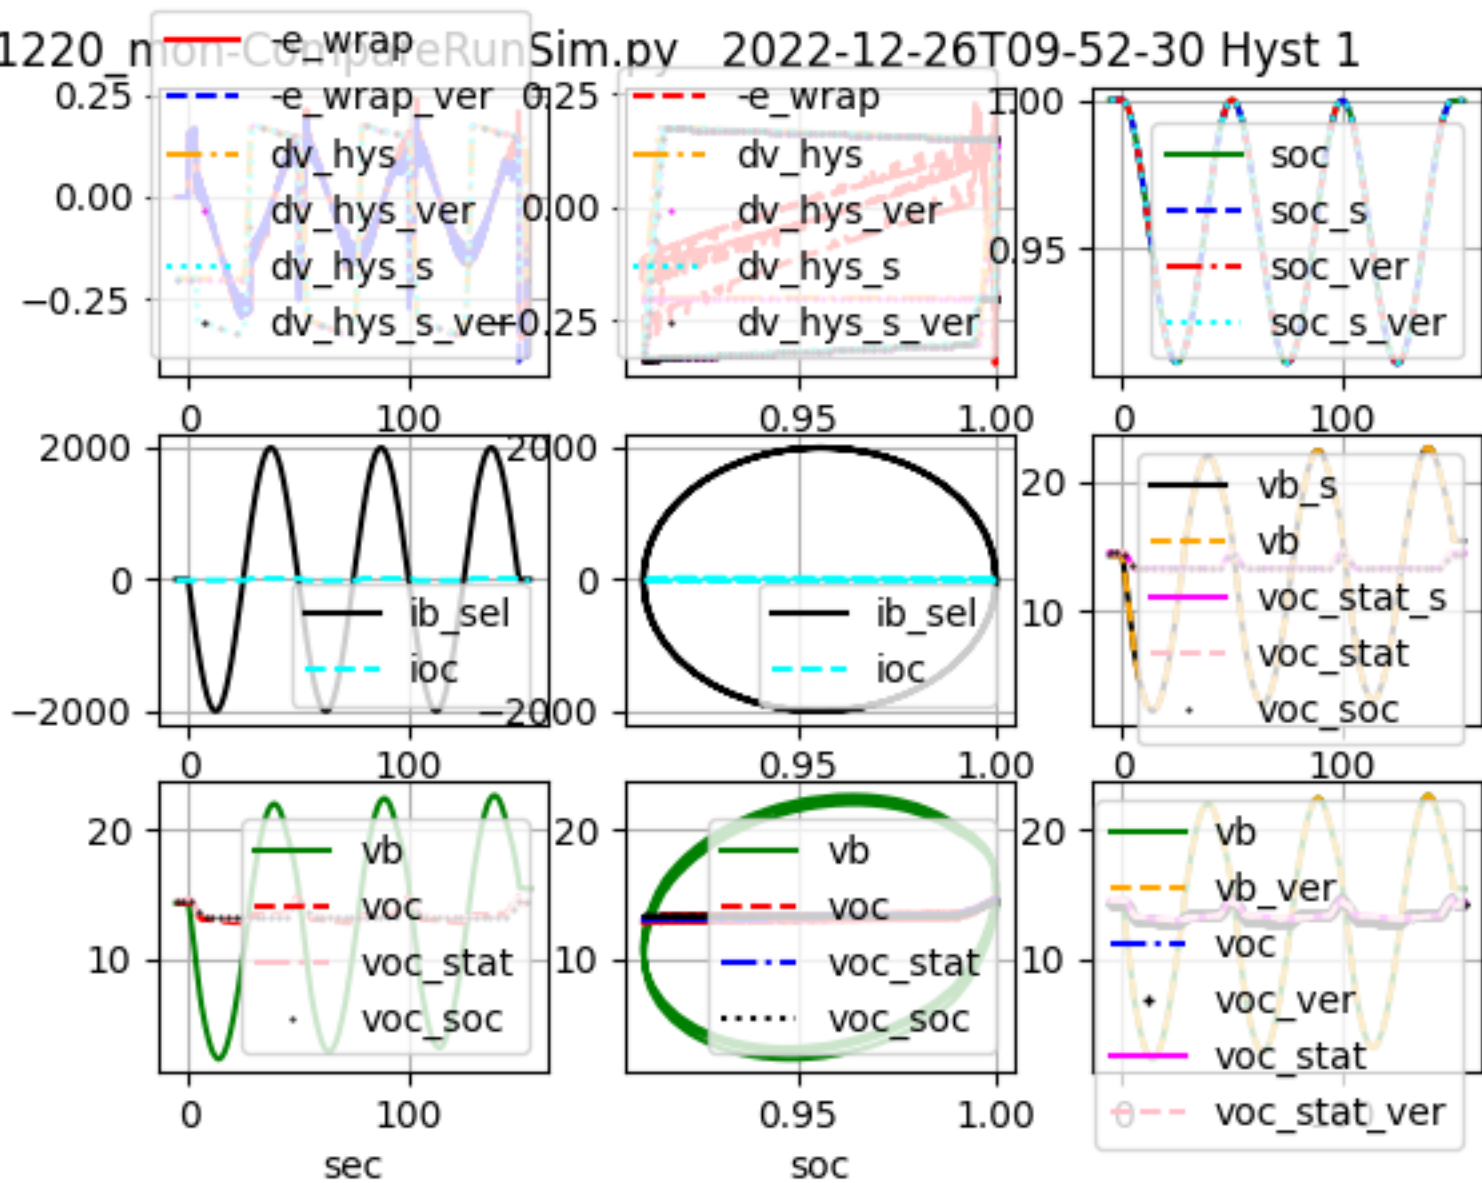 1220_mon-CompareRunSim.py 2022-12-26T09-52-30 Hyst 1
-e_wrap
-e_wrap_ver
dv_hys
dv_hys_ver
dv_hys_s
dv_hys_s_ver
0.25
0.00
−0.25
0 100
-e_wrap
dv_hys
dv_hys_ver
dv_hys_s
dv_hys_s_ver
0.25
0.00
−0.25
0.95 1.00
soc
soc_s
soc_ver
soc_s_ver
1.00
0.95
0 100
2000
0
−2000
ib_sel
ioc
0 100
2000
0
−2000
ib_sel
ioc
0.95 1.00
20
10
vb_s
vb
voc_stat_s
voc_stat
voc_soc
0 100
20
10
vb
voc
voc_stat
voc_soc
0 100
sec
20
10
vb
voc
voc_stat
voc_soc
0.95 1.00
soc
20
10
vb
vb_ver
voc
voc_ver
voc_stat
voc_stat_ver
0